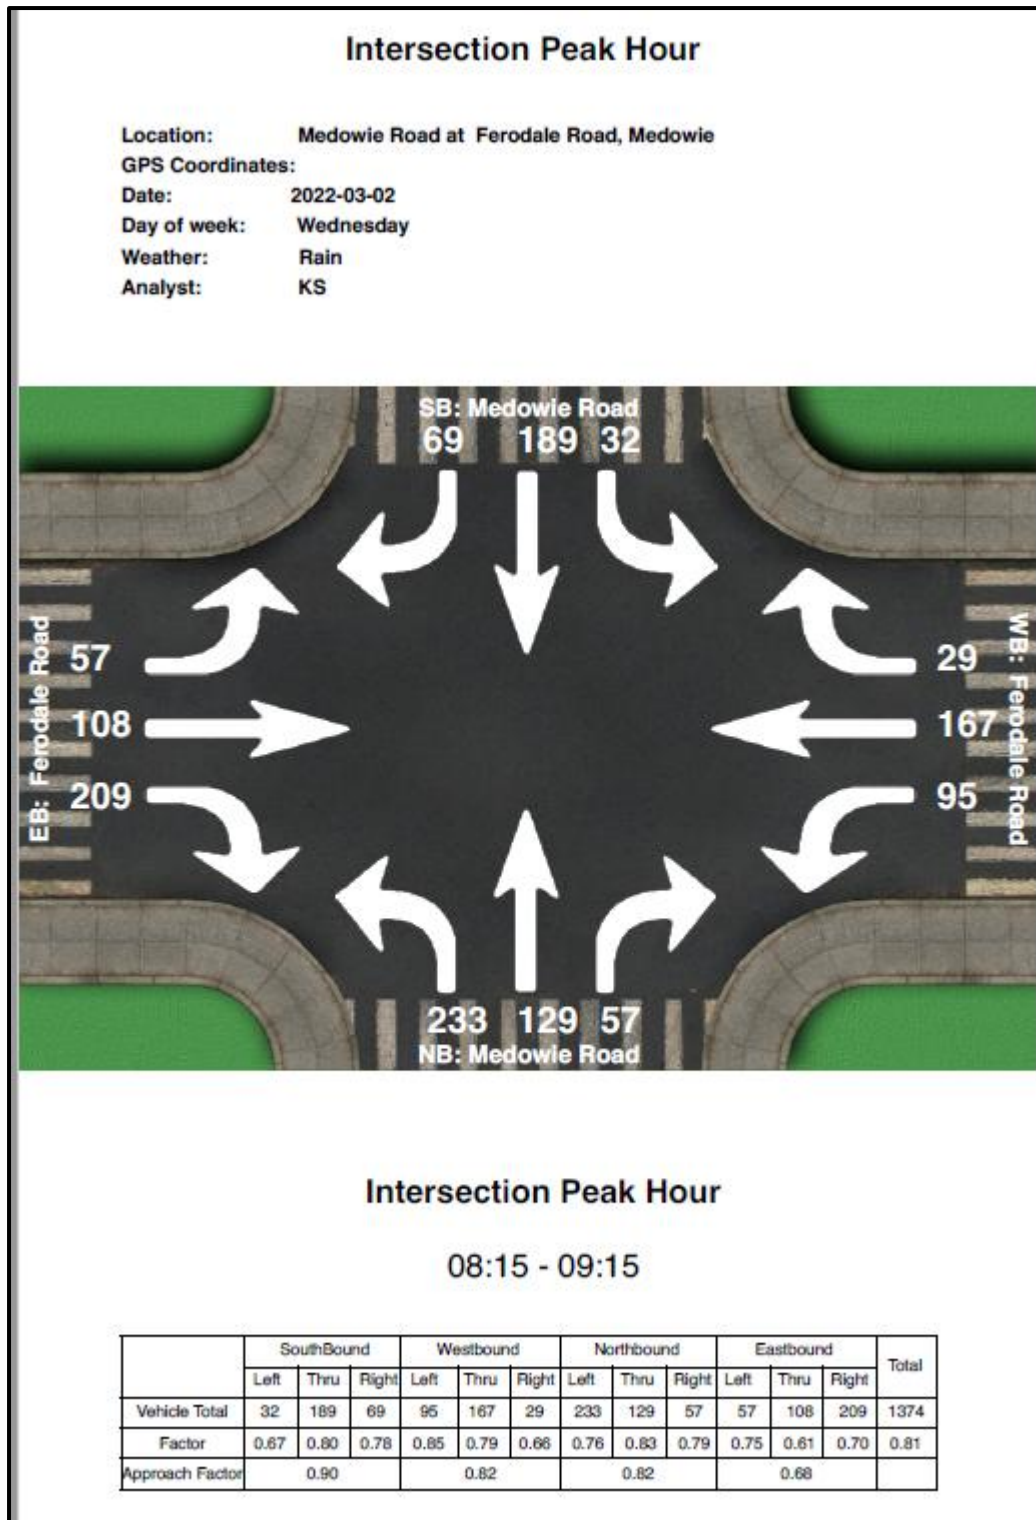 Intersection Peak Hour
Location: Medowie Road at Ferodale Road, Medowie
GPS Coordinates:
Date: 2022-03-02
Day of week: Wednesday
Weather: Rain
Analyst: KS
SB: Medowie Road
69 189 32
EB: Ferodale Road
57
108
209
WB: Ferodale Road
29
167
95
233 129 57
NB: Medowie Road
Intersection Peak Hour
08:15 - 09:15
SouthBound Westbound Northbound Eastbound Total
Left Thru Right Left Thru Right Left Thru Right Left Thru Right
Vehicle Total 32 189 69 95 167 29 233 129 57 57 108 209 1374
Factor 0.67 0.80 0.78 0.85 0.79 0.66 0.76 0.83 0.79 0.75 0.61 0.70 0.81
Approach Factor 0.90 0.82 0.82 0.68